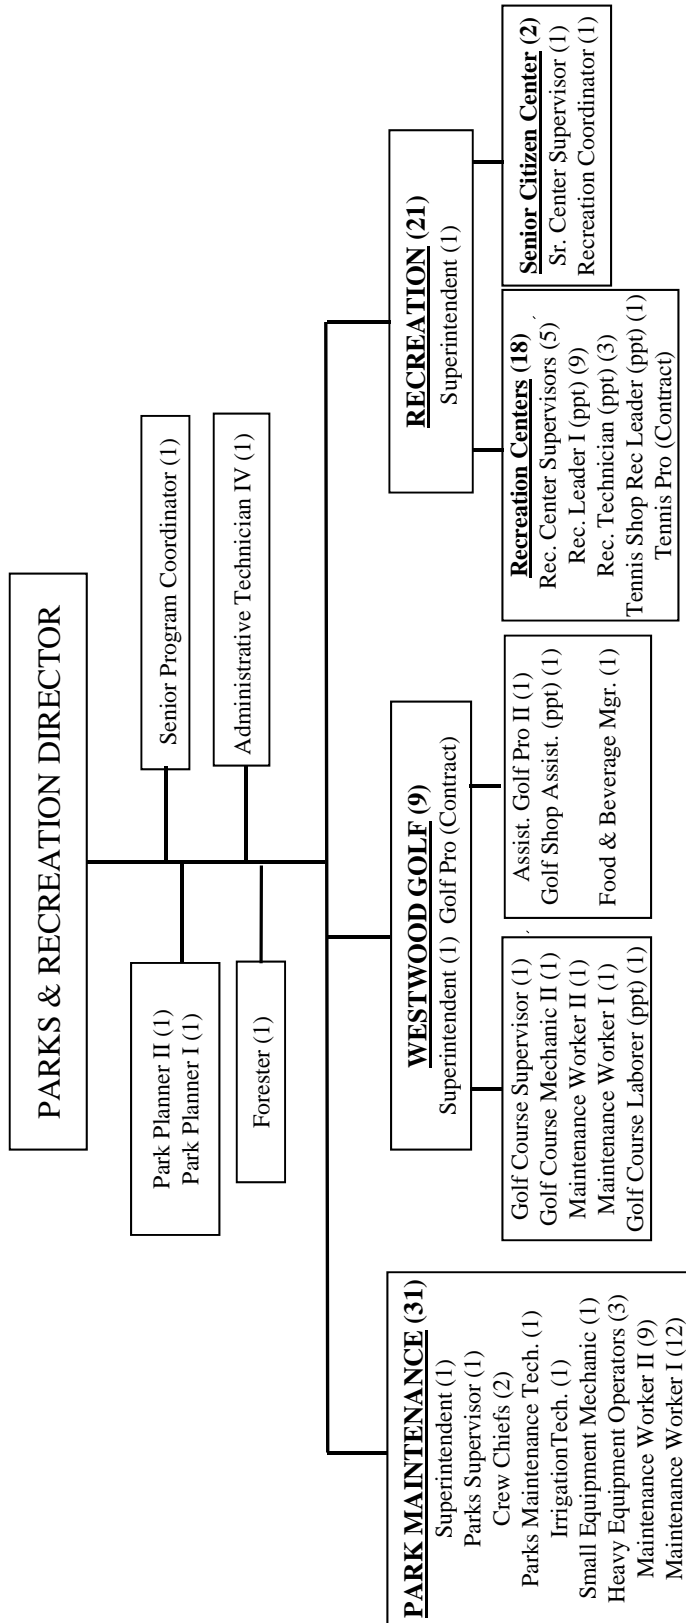 PARKS & RECREATION DIRECTOR
Park Planner II (1)
Park Planner I (1)
Senior Program Coordinator (1)
Forester (1)
Administrative Technician IV (1)
PARK MAINTENANCE (31)
Superintendent (1)
Parks Supervisor (1)
Crew Chiefs (2)
Parks Maintenance Tech. (1)
IrrigationTech. (1)
Small Equipment Mechanic (1)
Heavy Equipment Operators (3)
Maintenance Worker II (9)
Maintenance Worker I (12)
WESTWOOD GOLF (9)
Superintendent (1) Golf Pro (Contract)
Golf Course Supervisor (1)
Golf Course Mechanic II (1)
Maintenance Worker II (1)
Maintenance Worker I (1)
Golf Course Laborer (ppt) (1)
Assist. Golf Pro II (1)
Golf Shop Assist. (ppt) (1)
Food & Beverage Mgr. (1)
RECREATION (21)
Superintendent (1)
Recreation Centers (18)
Rec. Center Supervisors (5)
Rec. Leader I (ppt) (9)
Rec. Technician (ppt) (3)
Tennis Shop Rec Leader (ppt) (1)
Tennis Pro (Contract)
Senior Citizen Center (2)
Sr. Center Supervisor (1)
Recreation Coordinator (1)